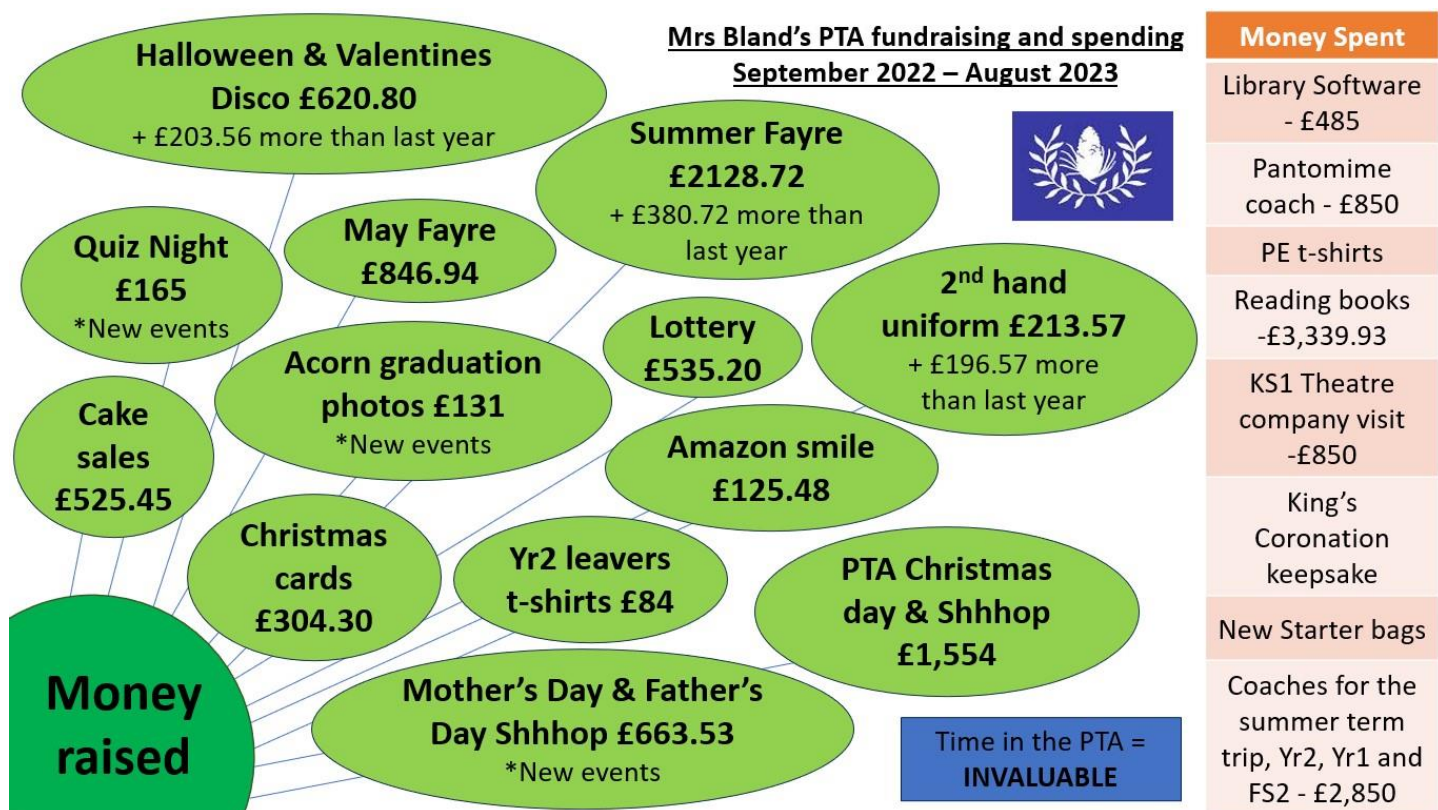 Mrs Bland's PTA fundraising and spending
September 2022 – August 2023
Halloween & Valentines
Disco £620.80
+ £203.56 more than last year
Summer Fayre
£2128.72
+ £380.72 more than
last year
Quiz Night
£165
*New events
May Fayre
£846.94
2nd hand
uniform £213.57
+ £196.57 more
than last year
Lottery
£535.20
Acorn graduation
photos £131
*New events
Cake
sales
£525.45
Amazon smile
£125.48
Christmas
cards
£304.30
Yr2 leavers
t-shirts £84
PTA Christmas
day & Shhhop
£1,554
Mother's Day & Father's
Day Shhhop £663.53
*New events
Money
raised
Time in the PTA =
INVALUABLE
Money Spent
Library Software
- £485
Pantomime
coach - £850
PE t-shirts
Reading books
-£3,339.93
KS1 Theatre
company visit
-£850
King's
Coronation
keepsake
New Starter bags
Coaches for the
summer term
trip, Yr2, Yr1 and
FS2 - £2,850